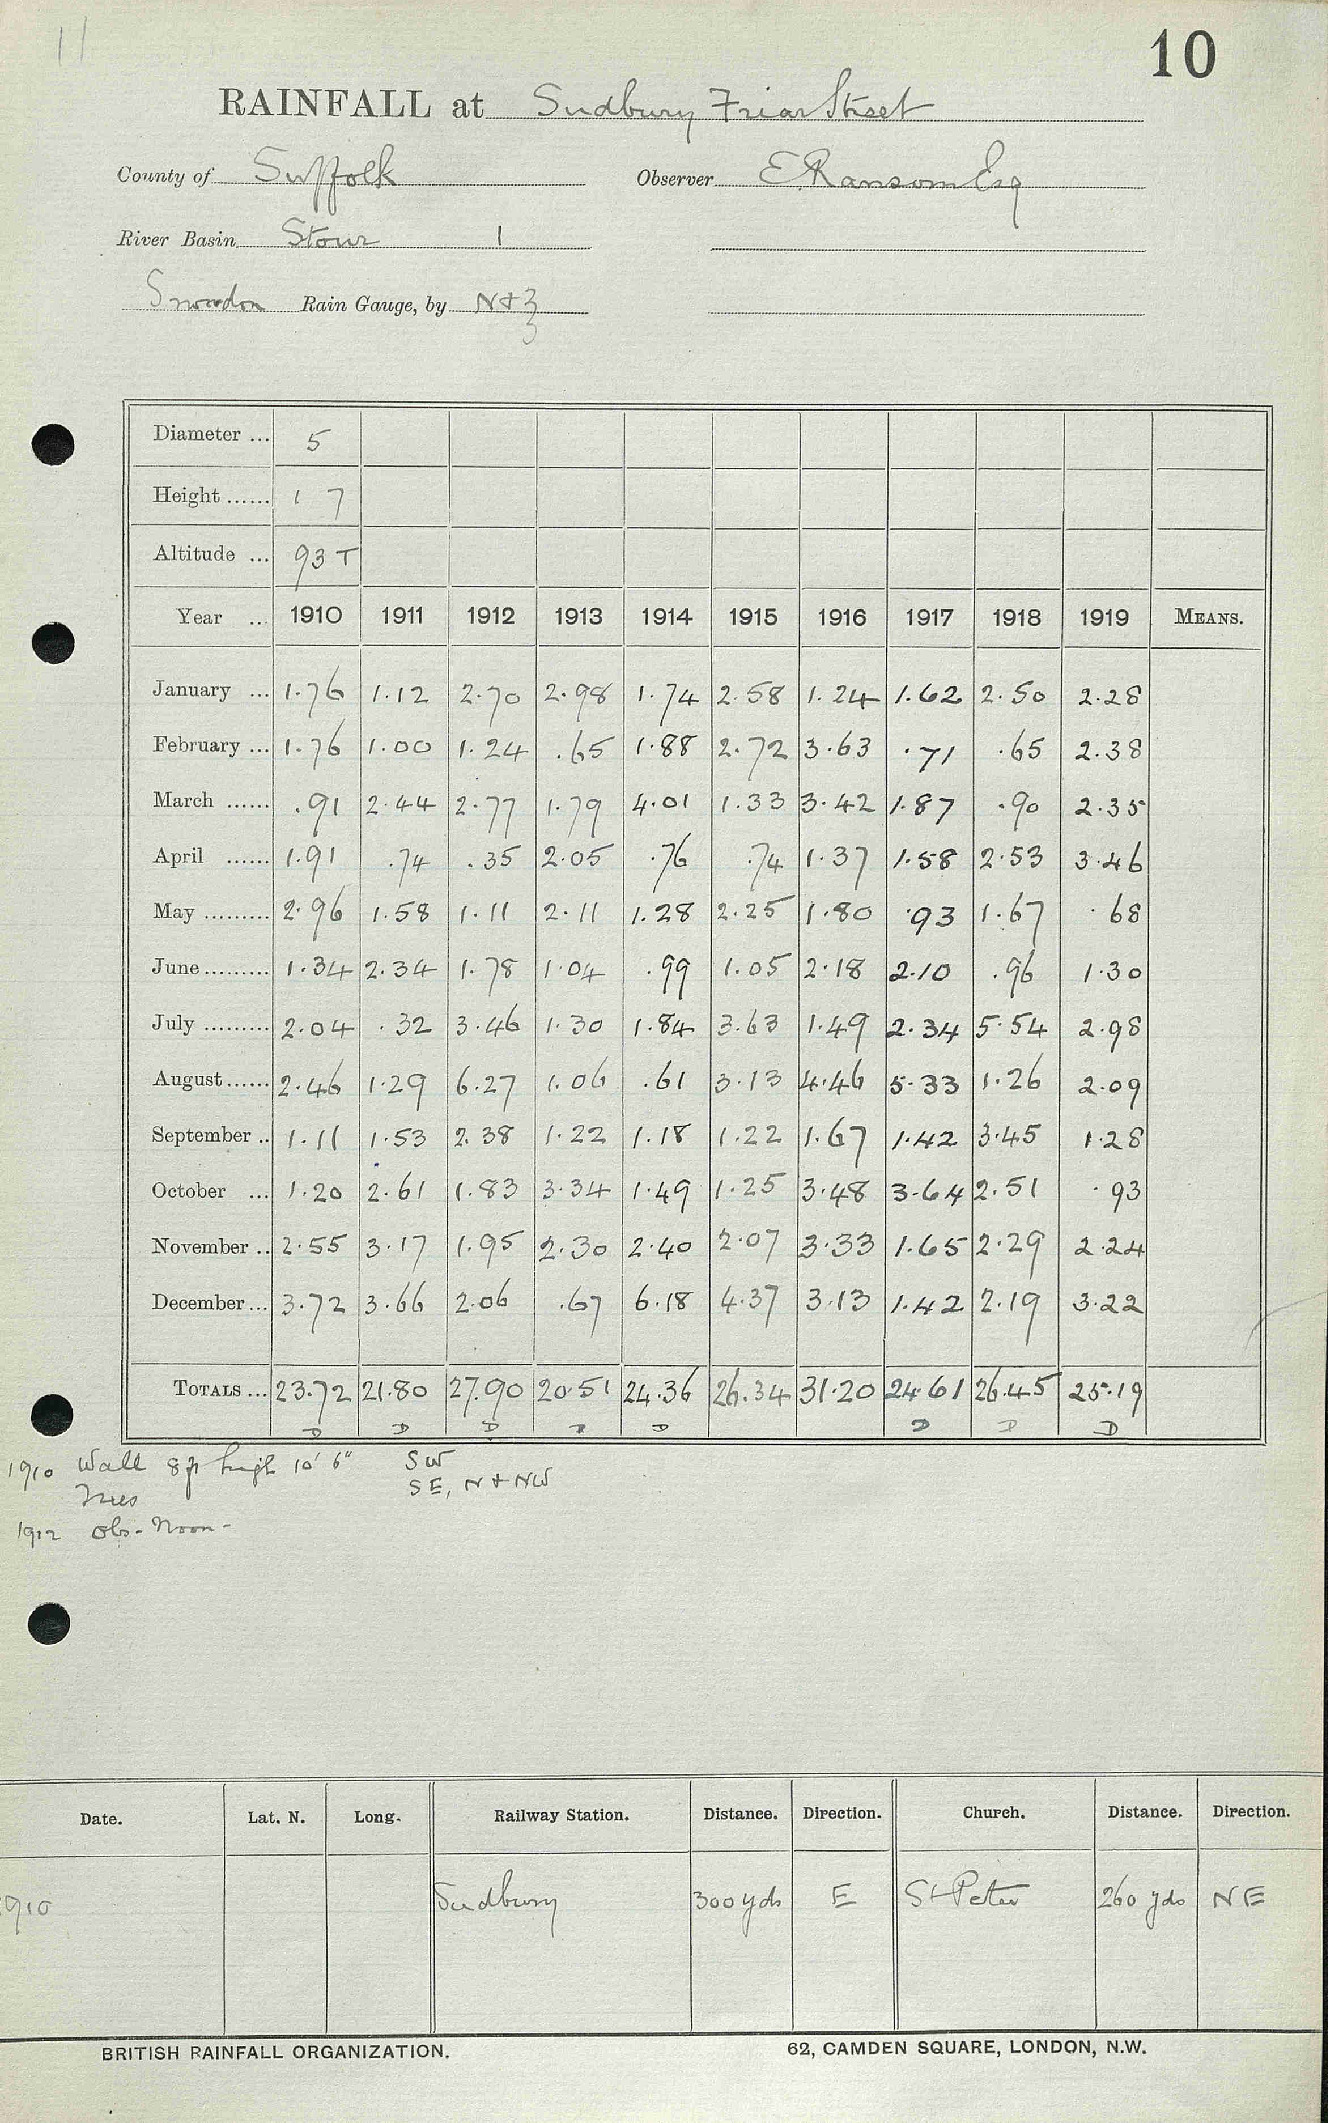 11
10
RAINFALL at Sudbury Friar Street
County of Suffolk Observer E Ransom Esq
River Basin Stour 1
Snowdon Rain Gauge, by N+Z
Diameter ... 5
Height ...... 1 7
Altitude ... 93 T
Year ... 1910 1911 1912 1913 1914 1915 1916 1917 1918 1919 MEANS.
January ... 1.76 1.12 2.70 2.98 1.74 2.58 1.24 1.62 2.50 2.28
February ... 1.76 1.00 1.24 .65 1.88 2.72 3.63 .71 .65 2.38
March ...... .91 2.44 2.77 1.79 4.01 1.33 3.42 1.87 .90 2.35
April ...... 1.91 .74 .35 2.05 .76 .74 1.37 1.58 2.53 3.46
May ......... 2.96 1.58 1.11 2.11 1.28 2.25 1.80 .93 1.67 .68
June ......... 1.34 2.34 1.78 1.04 .99 1.05 2.18 2.10 .96 1.30
July ......... 2.04 .32 3.46 1.30 1.84 3.63 1.49 2.34 5.54 2.98
August ...... 2.46 1.29 6.27 1.06 .61 3.13 4.46 5.33 1.26 2.09
September .. 1.11 1.53 2.38 1.22 1.18 1.22 1.67 1.42 3.45 1.28
October ... 1.20 2.61 1.83 3.34 1.49 1.25 3.48 3.64 2.51 .93
November .. 2.55 3.17 1.95 2.30 2.40 2.07 3.33 1.65 2.29 2.24
December ... 3.72 3.66 2.06 .67 6.18 4.37 3.13 1.42 2.19 3.22
TOTALS ... 23.72 21.80 27.90 20.51 24.36 26.34 31.20 24.61 26.45 25.19
D D D D D D D D
1910 Wall 8ft high 10' 6" SW
Trees SE, N + NW
1912 Obs - Noon -
Date. Lat. N. Long. Railway Station. Distance. Direction. Church. Distance. Direction.
1910 Sudbury 300 yds E St Peter 260 yds NE
BRITISH RAINFALL ORGANIZATION. 62, CAMDEN SQUARE, LONDON, N.W.